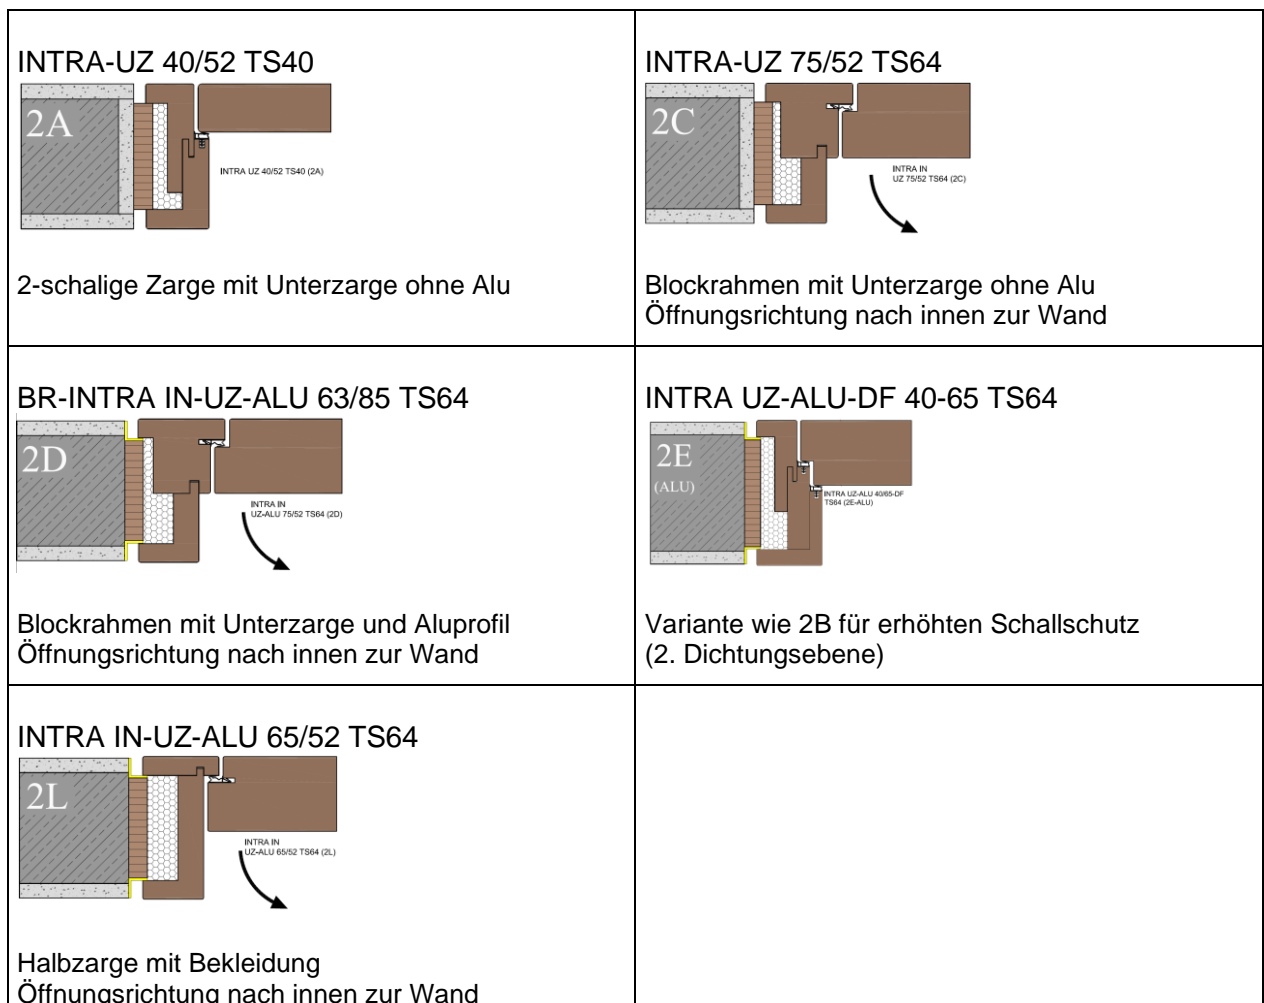 INTRA-UZ 40/52 TS40
2A
INTRA UZ 40/52 TS40 (2A)
2-schalige Zarge mit Unterzarge ohne Alu
INTRA-UZ 75/52 TS64
2C
INTRA IN
UZ 75/52 TS64 (2C)
Blockrahmen mit Unterzarge ohne Alu
Öffnungsrichtung nach innen zur Wand
BR-INTRA IN-UZ-ALU 63/85 TS64
2D
INTRA IN
UZ-ALU 75/52 TS64 (2D)
Blockrahmen mit Unterzarge und Aluprofil
Öffnungsrichtung nach innen zur Wand
INTRA UZ-ALU-DF 40-65 TS64
2E
(ALU)
INTRA UZ-ALU 40/65-DF
TS64 (2E-ALU)
Variante wie 2B für erhöhten Schallschutz
(2. Dichtungsebene)
INTRA IN-UZ-ALU 65/52 TS64
2L
INTRA IN
UZ-ALU 65/52 TS64 (2L)
Halbzarge mit Bekleidung
Öffnungsrichtung nach innen zur Wand